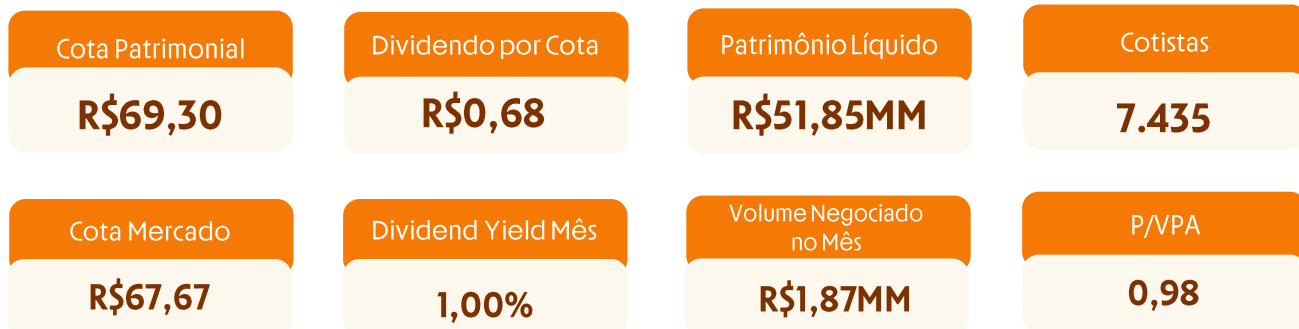 Cota Patrimonial
R$69,30
Dividendo por Cota
R$0,68
Patrimônio Líquido
R$51,85MM
Cotistas
7.435
Cota Mercado
R$67,67
Dividend Yield Mês
1,00%
Volume Negociado
no Mês
R$1,87MM
P/VPA
0,98